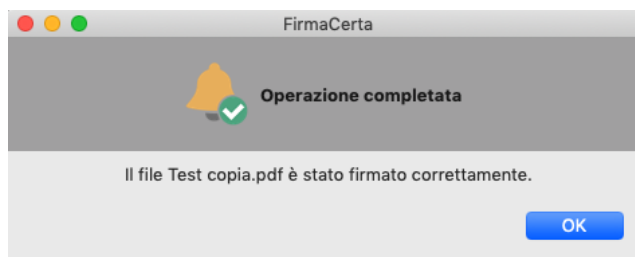 FirmaCerta
Operazione completata
Il file Test copia.pdf è stato firmato correttamente.
OK